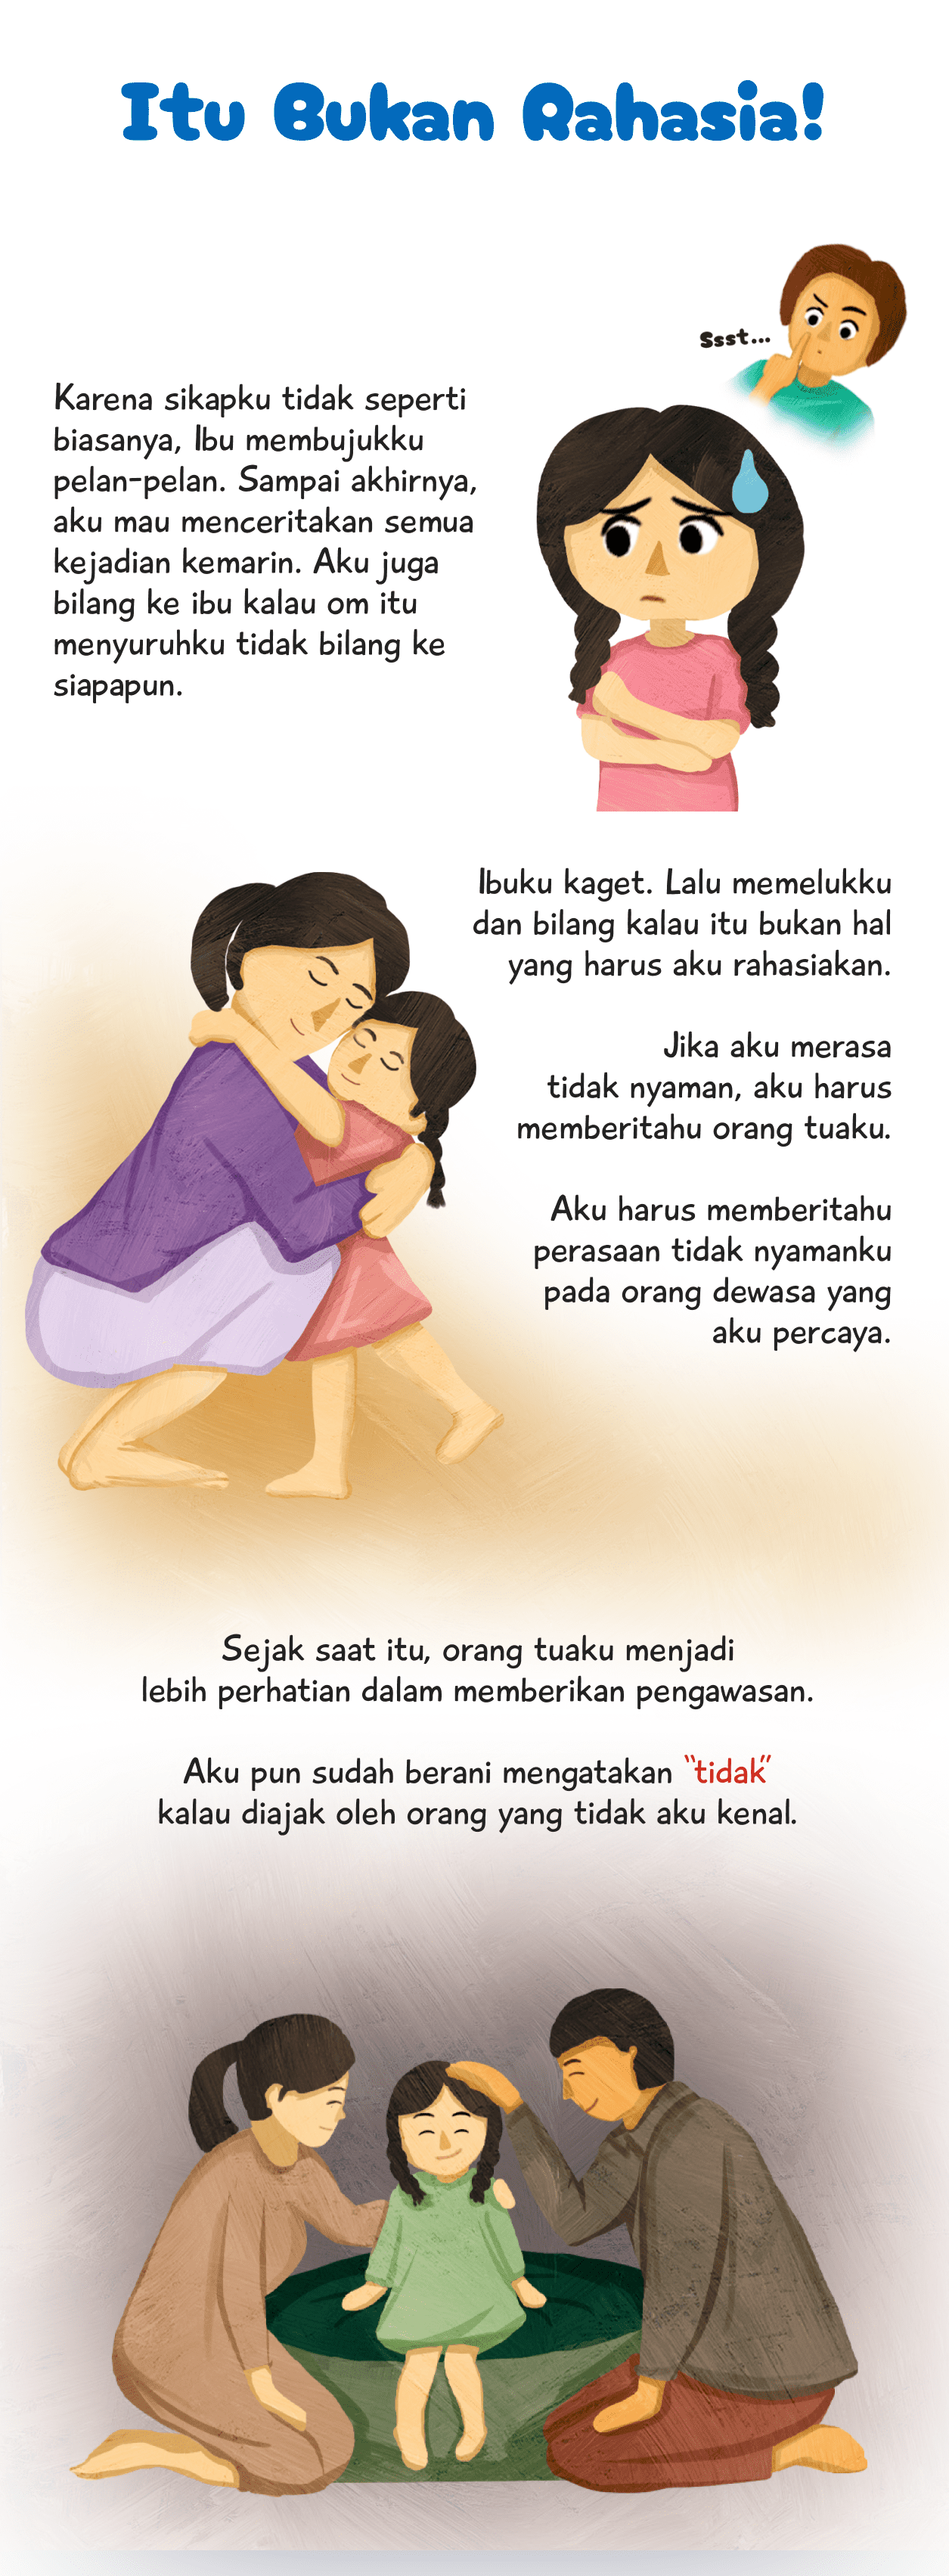 Itu Bukan Rahasia!
Ssst...
Karena sikapku tidak seperti
biasanya, Ibu membujukku
pelan-pelan. Sampai akhirnya,
aku mau menceritakan semua
kejadian kemarin. Aku juga
bilang ke ibu kalau om itu
menyuruhku tidak bilang ke
siapapun.
Ibuku kaget. Lalu memelukku
dan bilang kalau itu bukan hal
yang harus aku rahasiakan.
Jika aku merasa
tidak nyaman, aku harus
memberitahu orang tuaku.
Aku harus memberitahu
perasaan tidak nyamanku
pada orang dewasa yang
aku percaya.
Sejak saat itu, orang tuaku menjadi
lebih perhatian dalam memberikan pengawasan.
Aku pun sudah berani mengatakan "tidak"
kalau diajak oleh orang yang tidak aku kenal.